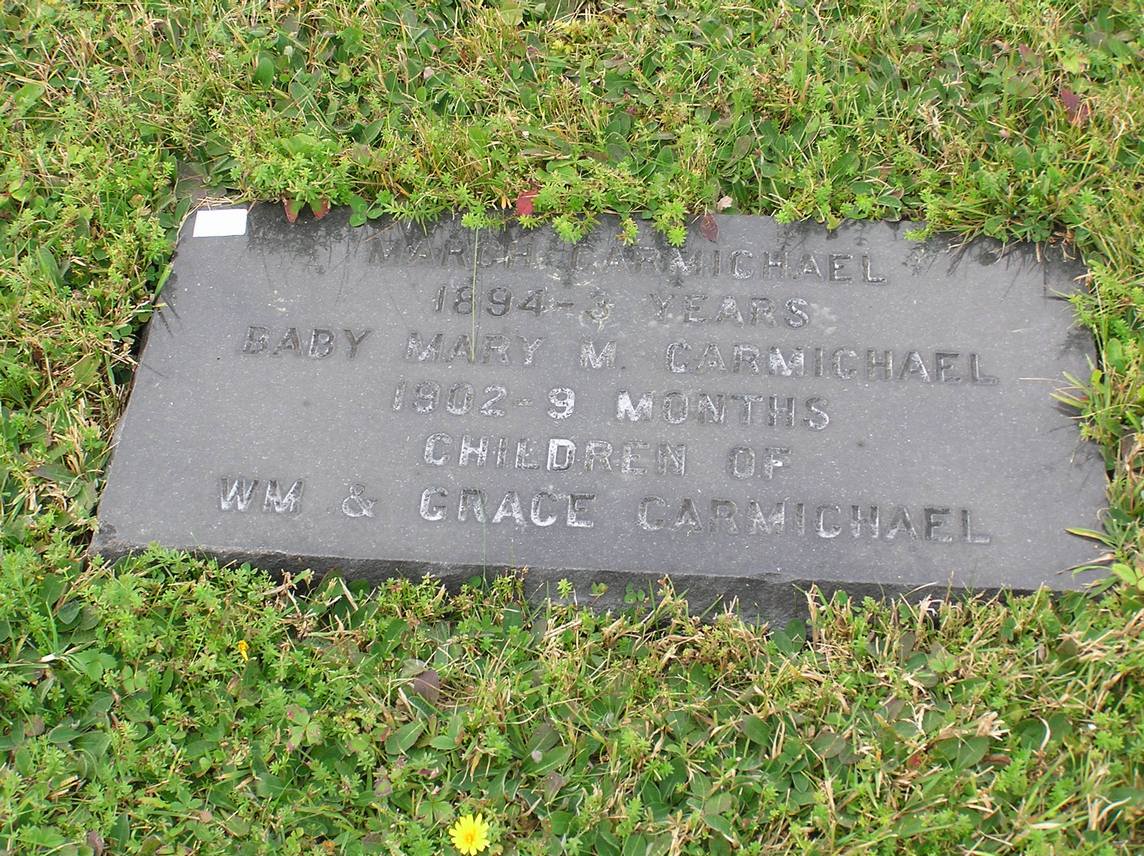 MARCH CARMICHAEL
1894-3 YEARS
BABY MARY M. CARMICHAEL
1902-9 MONTHS
CHILDREN OF
WM & GRACE CARMICHAEL